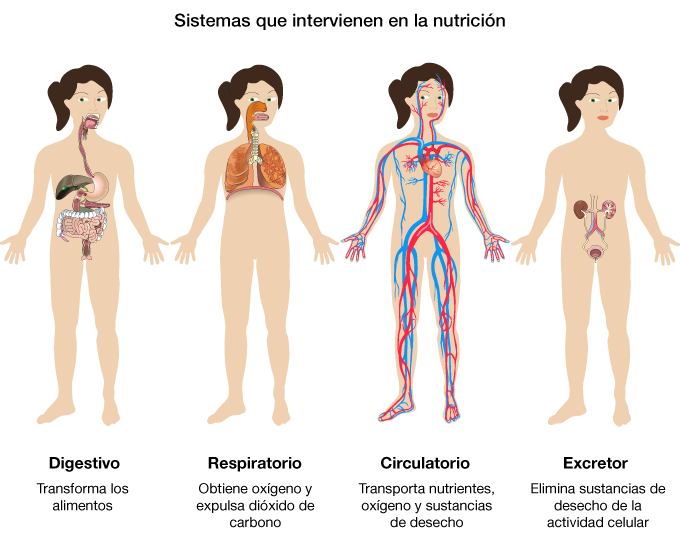 Sistemas que intervienen en la nutrición
Digestivo
Transforma los
alimentos
Respiratorio
Obtiene oxígeno y
expulsa dióxido de
carbono
Circulatorio
Transporta nutrientes,
oxígeno y sustancias
de desecho
Excretor
Elimina sustancias de
desecho de la
actividad celular